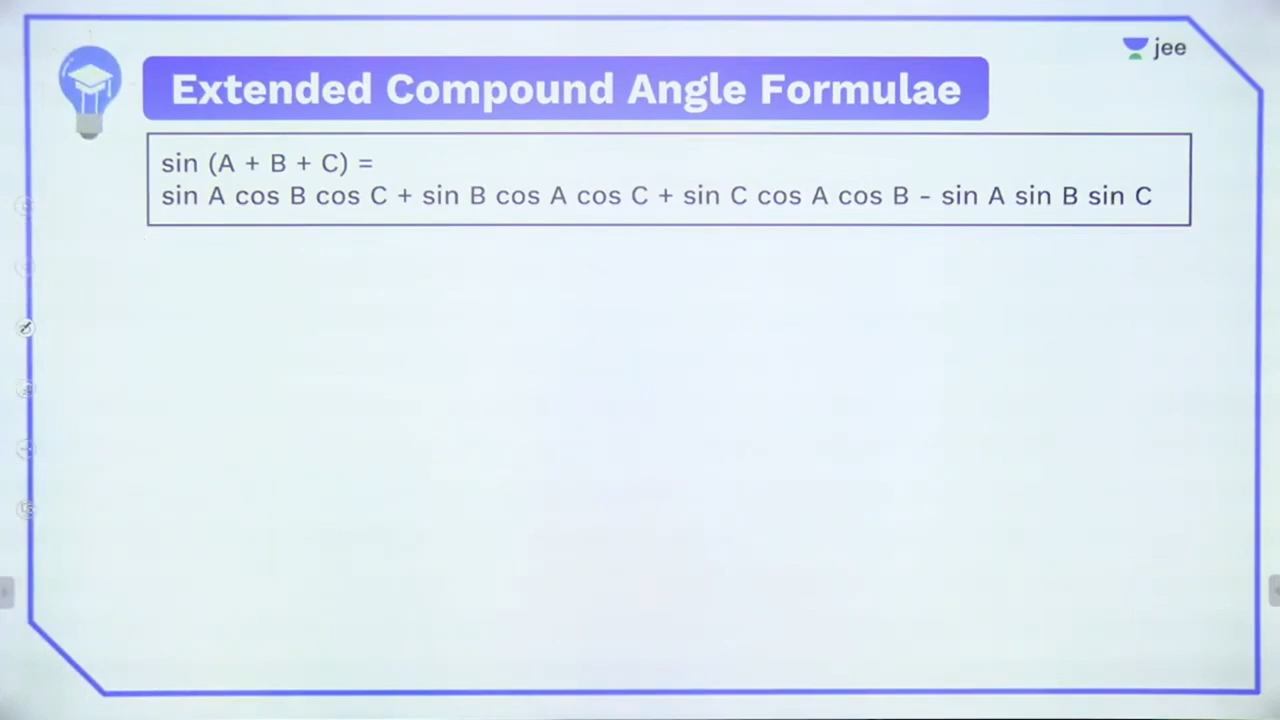 jee
Extended Compound Angle Formulae
sin (A + B + C) =
sin A cos B cos C + sin B cos A cos C + sin C cos A cos B - sin A sin B sin C